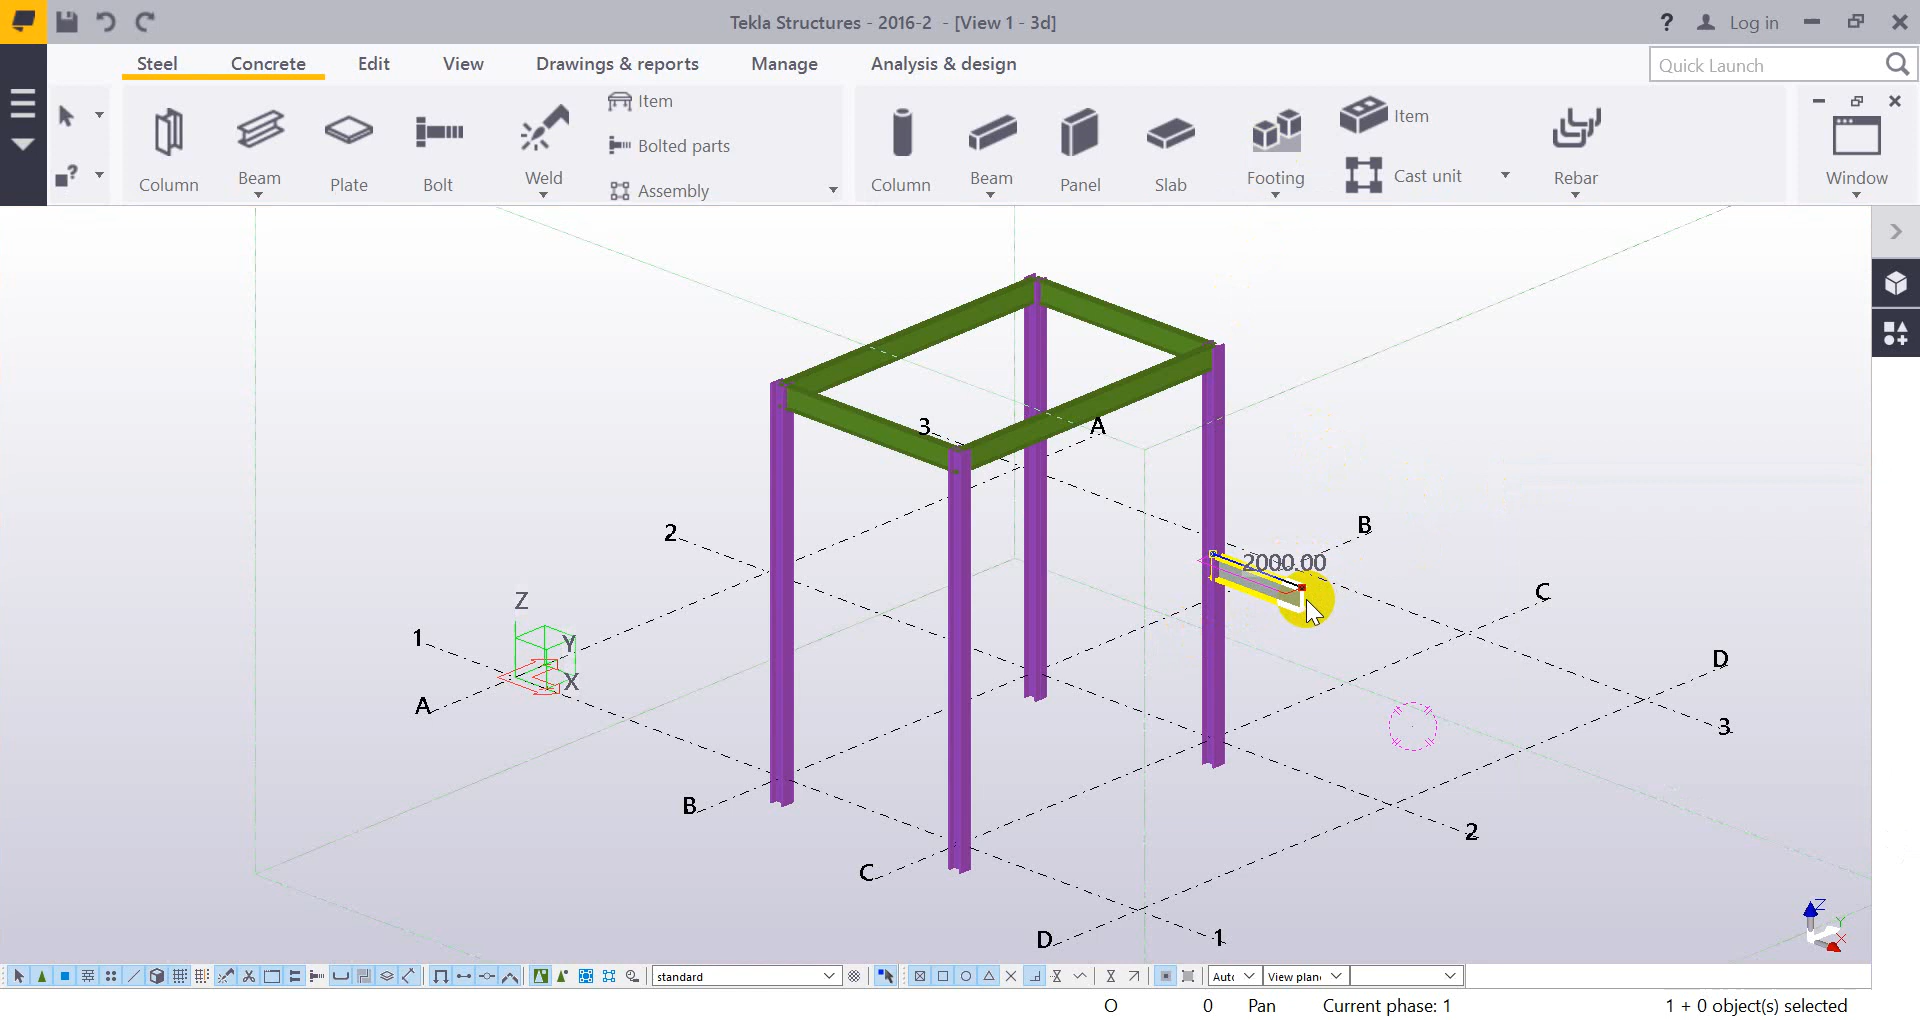 Tekla Structures - 2016-2 - [View 1 - 3d]
? Log in
Steel Concrete Edit View Drawings & reports Manage Analysis & design
Quick Launch
Column Beam Plate Bolt Weld
Item
Bolted parts
Assembly
Column Beam Panel Slab Footing
Item
Cast unit
Rebar
Window
3 A
2 B
2000.00
C
Z
Y
X
1
A
D
3
B
2
C
D 1
Z
Y
X
standard
Auto View plane
O 0 Pan Current phase: 1 1 + 0 object(s) selected